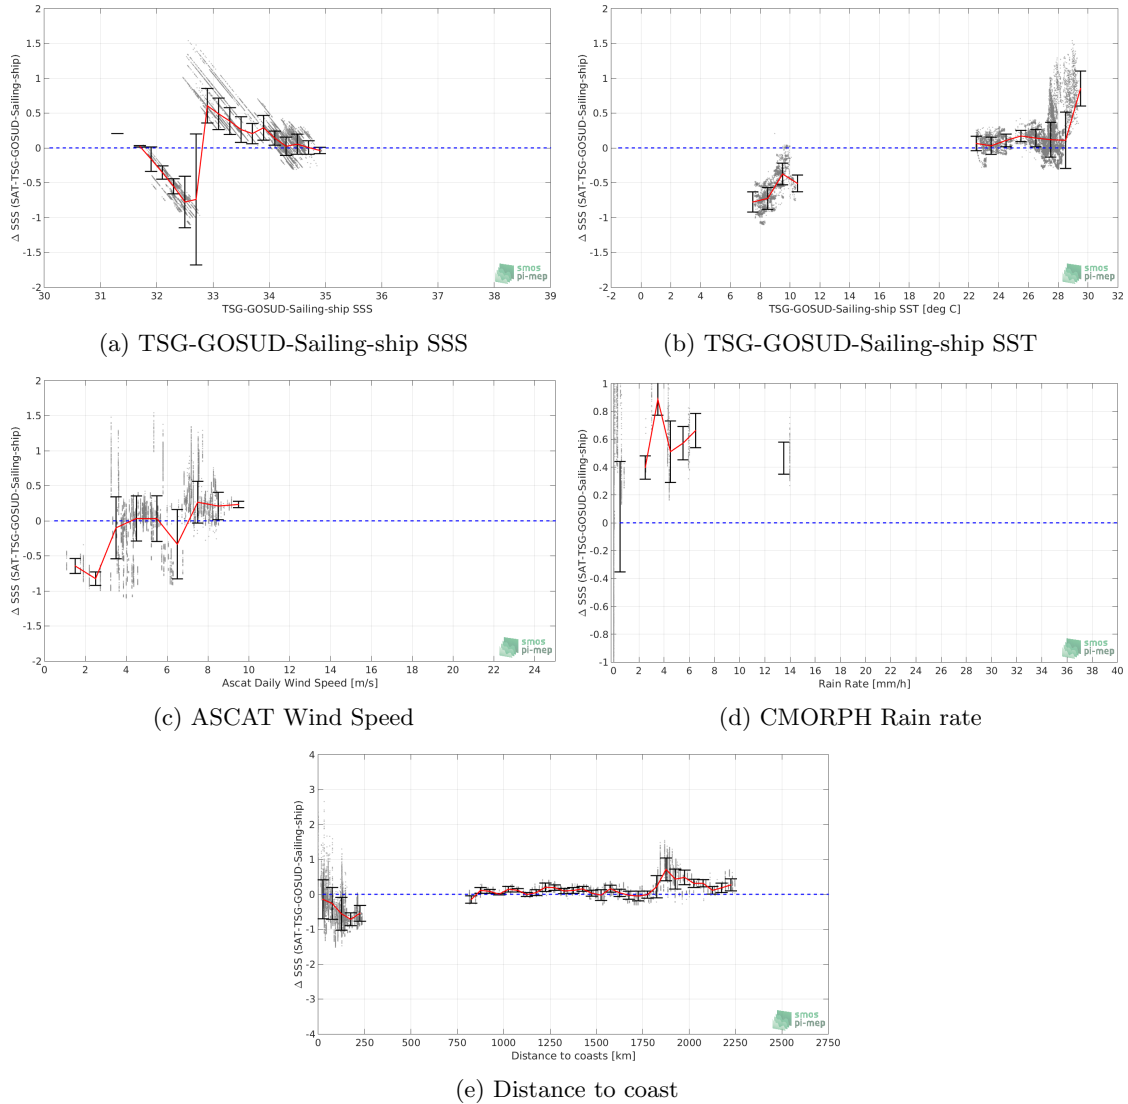 2
1.5
1
0.5
0
-0.5
-1
-1.5
-2
Δ SSS (SAT-TSG-GOSUD-Sailing-ship)
30 31 32 33 34 35 36 37 38 39
TSG-GOSUD-Sailing-ship SSS
smos
pi-mep
(a) TSG-GOSUD-Sailing-ship SSS
2
1.5
1
0.5
0
-0.5
-1
-1.5
-2
Δ SSS (SAT-TSG-GOSUD-Sailing-ship)
-2 0 2 4 6 8 10 12 14 16 18 20 22 24 26 28 30 32
TSG-GOSUD-Sailing-ship SST [deg C]
smos
pi-mep
(b) TSG-GOSUD-Sailing-ship SST
2
1.5
1
0.5
0
-0.5
-1
-1.5
-2
Δ SSS (SAT-TSG-GOSUD-Sailing-ship)
2 4 6 8 10 12 14 16 18 20 22 24
Ascat Daily Wind Speed [m/s]
smos
pi-mep
(c) ASCAT Wind Speed
1
0.8
0.6
0.4
0.2
0
-0.2
-0.4
-0.6
-0.8
-1
Δ SSS (SAT-TSG-GOSUD-Sailing-ship)
0 2 4 6 8 10 12 14 16 18 20 22 24 26 28 30 32 34 36 38 40
Rain Rate [mm/h]
smos
pi-mep
(d) CMORPH Rain rate
4
3
2
1
0
-1
-2
-3
-4
Δ SSS (SAT-TSG-GOSUD-Sailing-ship)
0 250 500 750 1000 1250 1500 1750 2000 2250 2500 2750
Distance to coasts [km]
smos
pi-mep
(e) Distance to coast